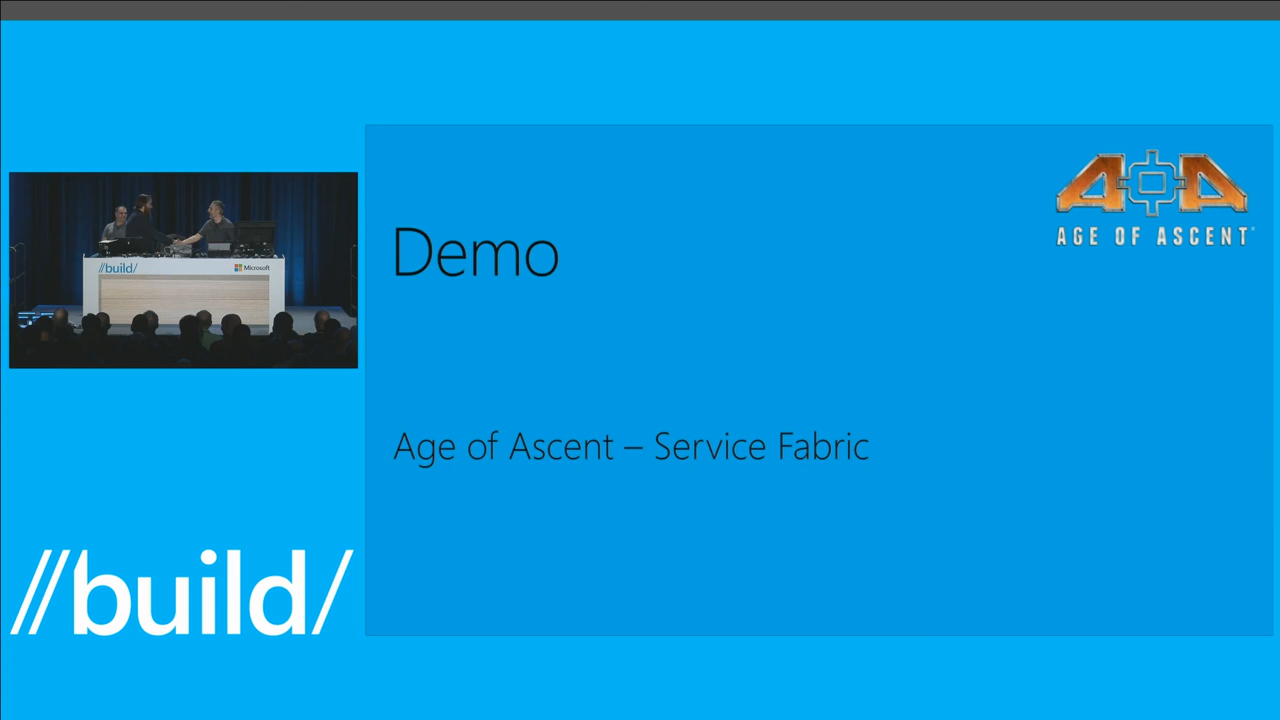 Demo
AGE OF ASCENT
Age of Ascent – Service Fabric
//build/
Microsoft
//build/